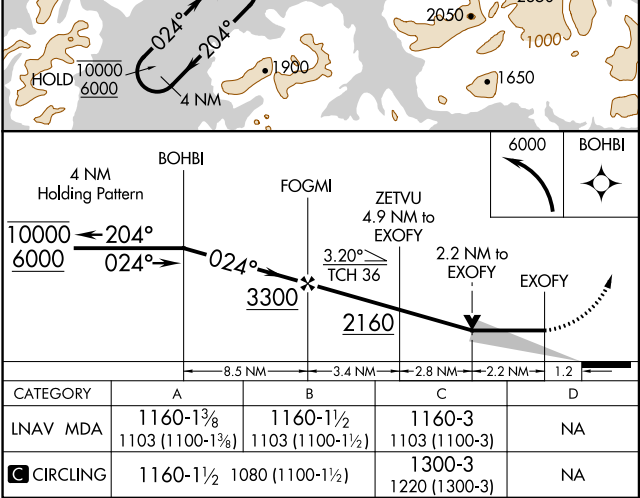 2050
1000
024°
204°
HOLD 10000
6000
4 NM
1900
1650
4 NM
Holding Pattern
BOHBI
FOGMI
ZETVU
4.9 NM to
EXOFY
2.2 NM to
EXOFY
EXOFY
6000
BOHBI
10000
6000
204°
024°
024°
3300
3.20°
TCH 36
2160
8.5 NM
3.4 NM
2.8 NM
2.2 NM
1.2
CATEGORY A B C D
LNAV MDA 1160-1⅜ 1160-1½ 1160-3 NA
1103 (1100-1⅜) 1103 (1100-1½) 1103 (1100-3)
C CIRCLING 1160-1½ 1080 (1100-1½) 1300-3 NA
1220 (1300-3)